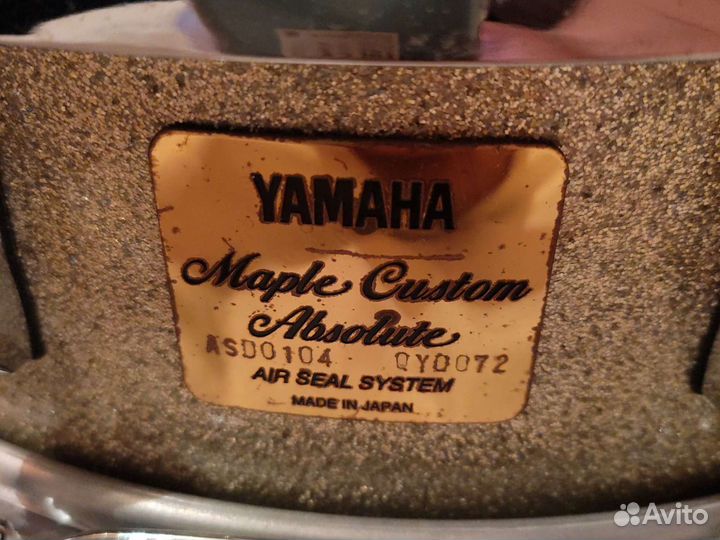 YAMAHA
Maple Custom
Absolute
ASD0104 QYD072
AIR SEAL SYSTEM
MADE IN JAPAN
Avito